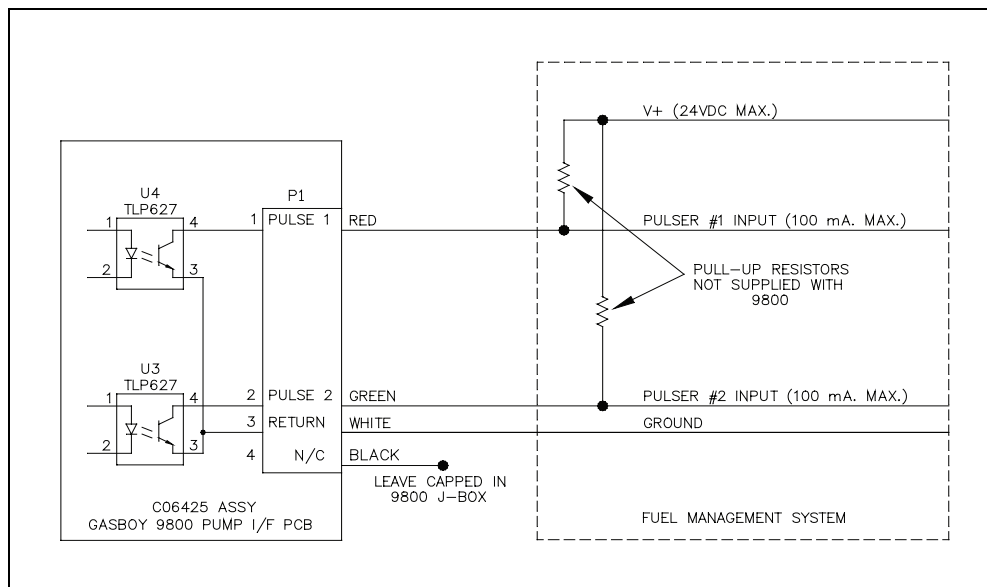 V+ (24VDC MAX.)
U4
TLP627
1
4
2
3
P1
1 PULSE 1 RED
PULSER #1 INPUT (100 mA. MAX.)
PULL-UP RESISTORS
NOT SUPPLIED WITH
9800
U3
TLP627
1
4
2
3
2 PULSE 2 GREEN
PULSER #2 INPUT (100 mA. MAX.)
3 RETURN WHITE
GROUND
4 N/C BLACK
LEAVE CAPPED IN
9800 J-BOX
C06425 ASSY
GASBOY 9800 PUMP I/F PCB
FUEL MANAGEMENT SYSTEM